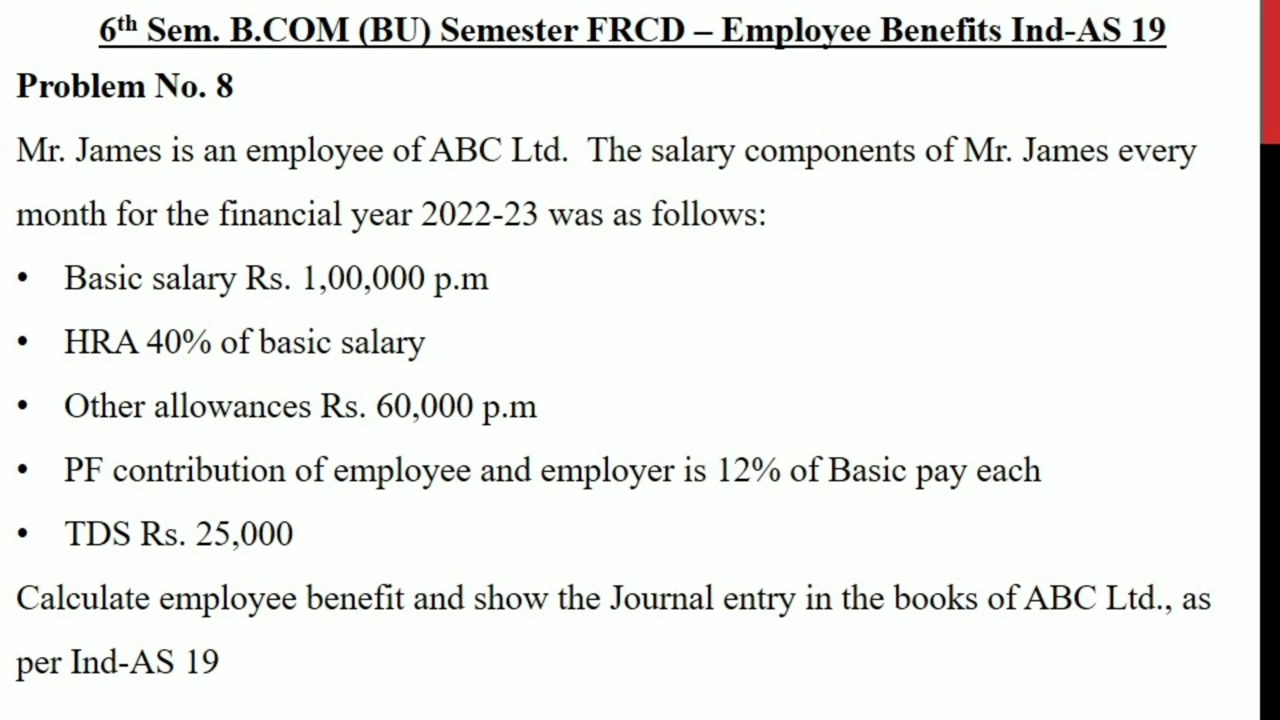 6th Sem. B.COM (BU) Semester FRCD – Employee Benefits Ind-AS 19
Problem No. 8
Mr. James is an employee of ABC Ltd. The salary components of Mr. James every
month for the financial year 2022-23 was as follows:
• Basic salary Rs. 1,00,000 p.m
• HRA 40% of basic salary
• Other allowances Rs. 60,000 p.m
• PF contribution of employee and employer is 12% of Basic pay each
• TDS Rs. 25,000
Calculate employee benefit and show the Journal entry in the books of ABC Ltd., as
per Ind-AS 19